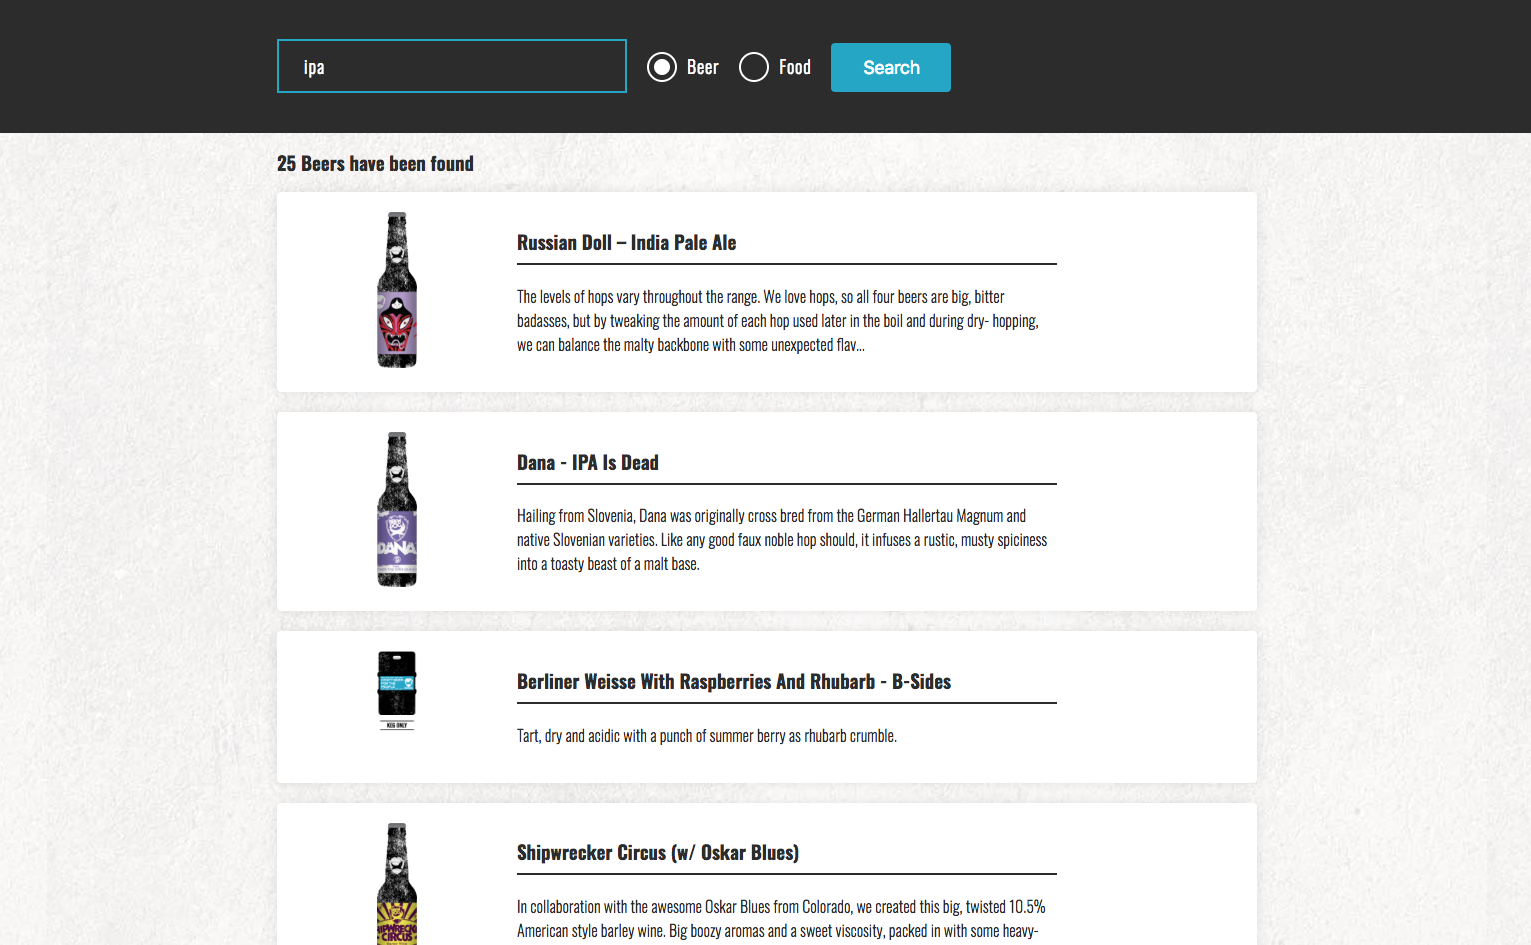 ipa
Beer
Food
Search
25 Beers have been found
Russian Doll – India Pale Ale
The levels of hops vary throughout the range. We love hops, so all four beers are big, bitter
badasses, but by tweaking the amount of each hop used later in the boil and during dry- hopping,
we can balance the malty backbone with some unexpected flav...
Dana - IPA Is Dead
DANA
Hailing from Slovenia, Dana was originally cross bred from the German Hallertau Magnum and
native Slovenian varieties. Like any good faux noble hop should, it infuses a rustic, musty spiciness
into a toasty beast of a malt base.
Berliner Weisse With Raspberries And Rhubarb - B-Sides
KEG ONLY
Tart, dry and acidic with a punch of summer berry as rhubarb crumble.
Shipwrecker Circus (w/ Oskar Blues)
CIRCUS
In collaboration with the awesome Oskar Blues from Colorado, we created this big, twisted 10.5%
American style barley wine. Big boozy aromas and a sweet viscosity, packed in with some heavy-